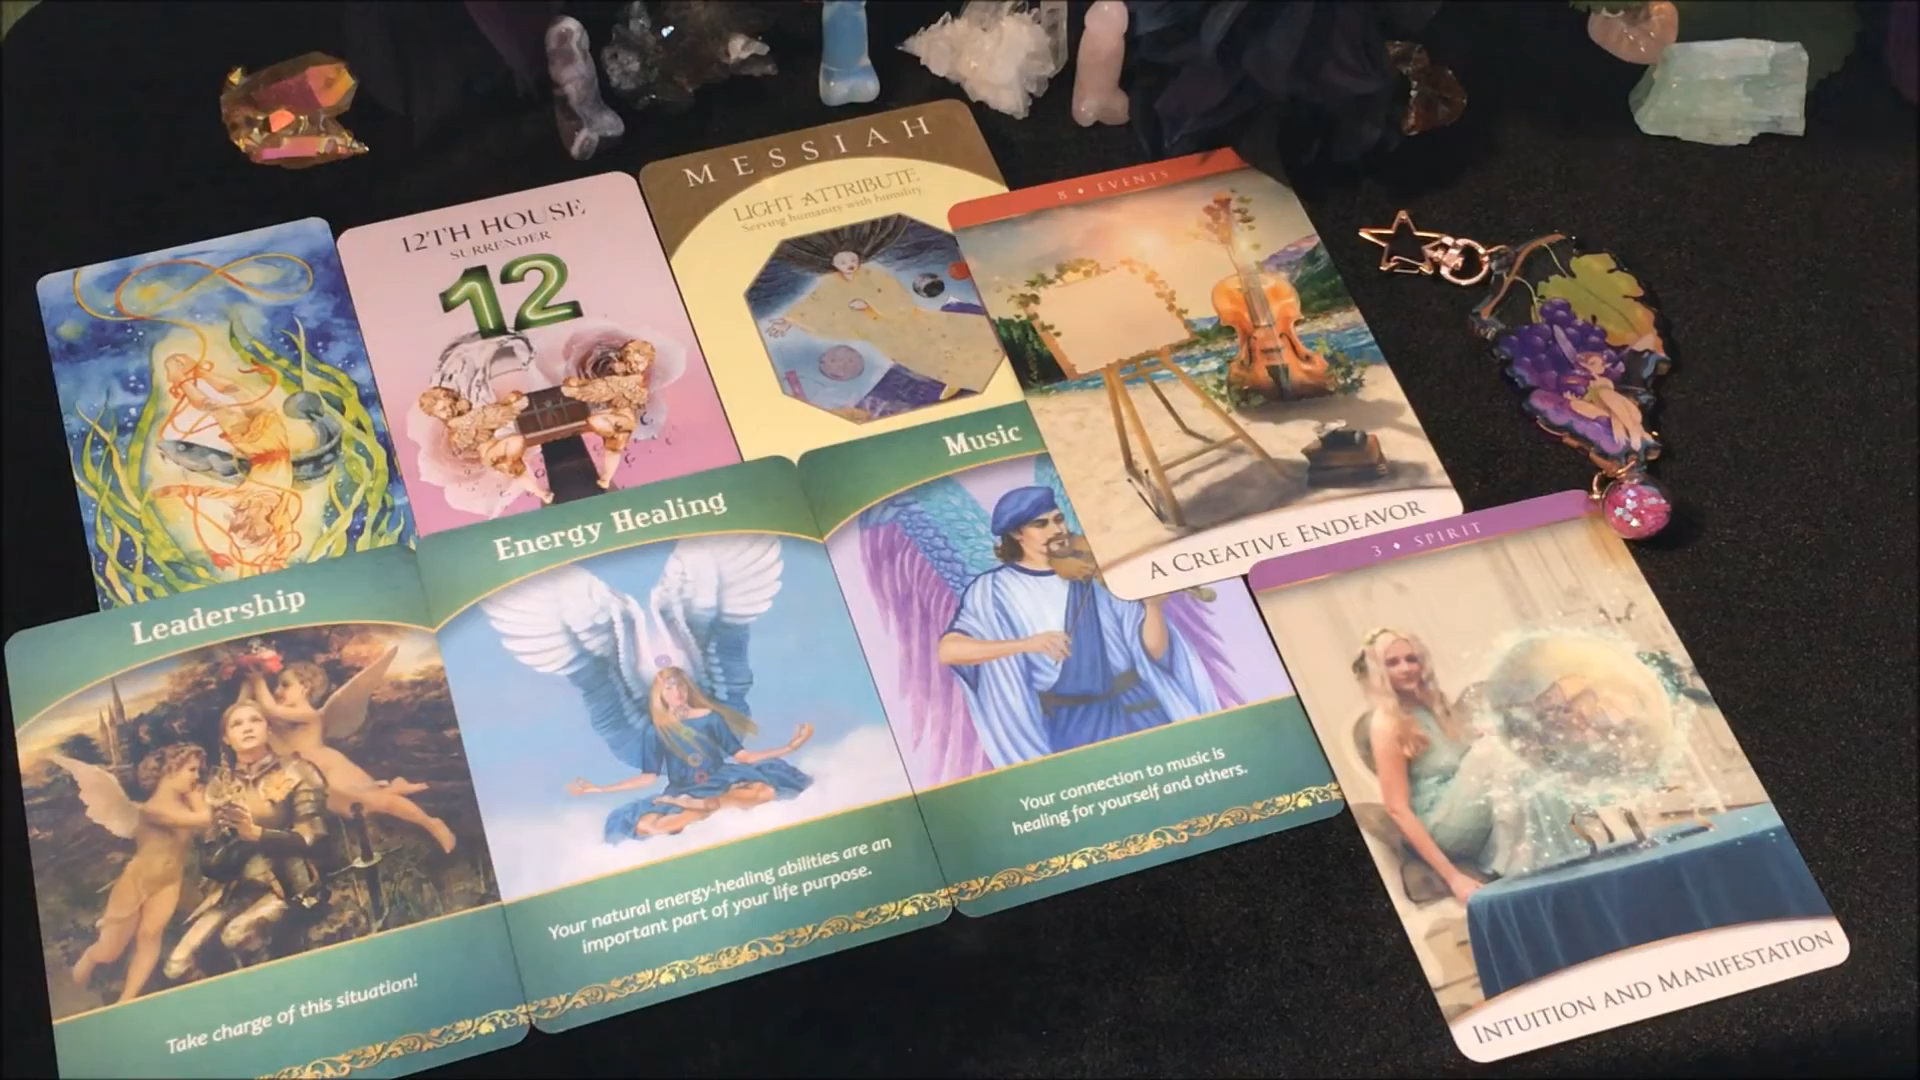 12TH HOUSE
SURRENDER
12
MESSIAH
LIGHT ATTRIBUTE
Serving humanity with humility
8 ♦ EVENTS
A CREATIVE ENDEAVOR
Leadership
Take charge of this situation!
Energy Healing
Your natural energy-healing abilities are an
important part of your life purpose.
Music
Your connection to music is
healing for yourself and others.
3 ♦ SPIRIT
INTUITION AND MANIFESTATION